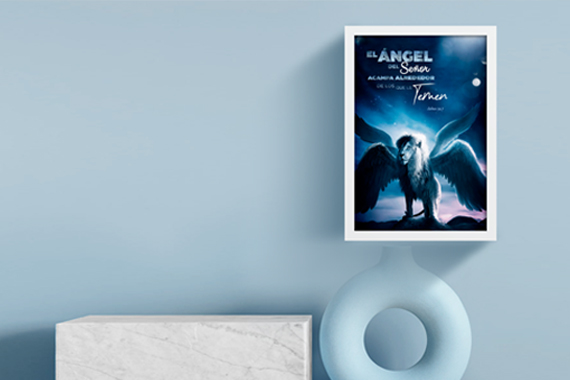 EL ÁNGEL
DEL Señor
ACAMPA ALREDEDOR
DE LOS QUE LE
Temen